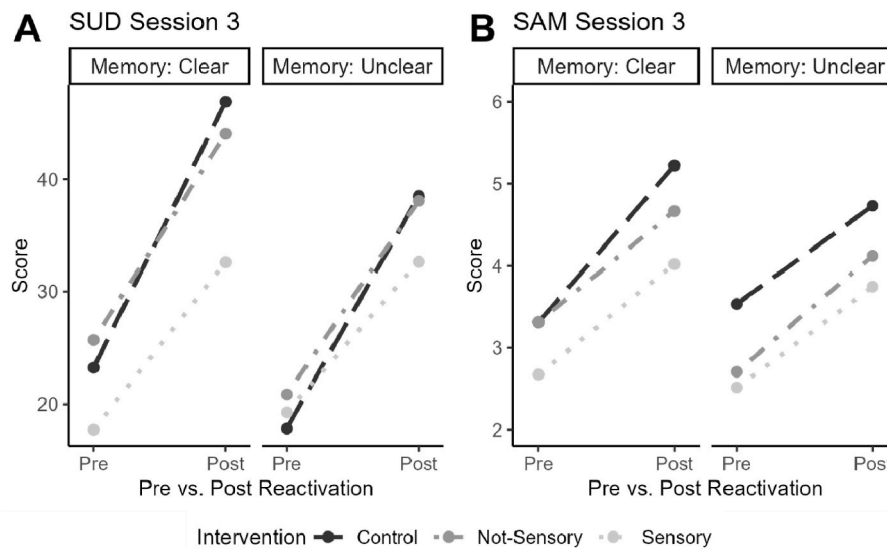 A SUD Session 3
Memory: Clear
Memory: Unclear
Score
40
30
20
Pre
Post
Pre
Post
Pre vs. Post Reactivation
B SAM Session 3
Memory: Clear
Memory: Unclear
Score
6
5
4
3
2
Pre
Post
Pre
Pos
Pre vs. Post Reactivation
Intervention Control Not-Sensory Sensory